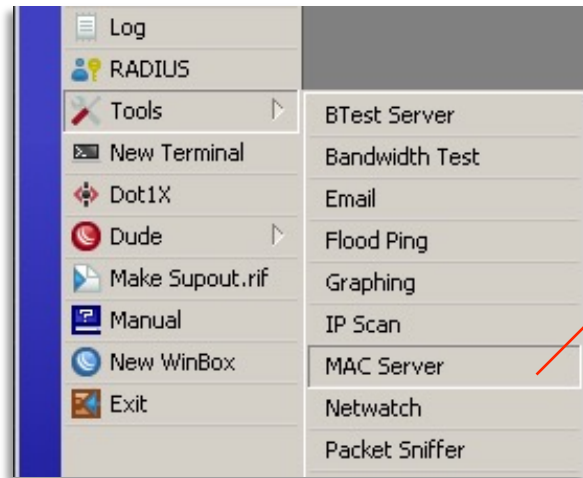 Log
RADIUS
Tools
New Terminal
Dot1X
Dude
Make Supout.rif
Manual
New WinBox
Exit
BTest Server
Bandwidth Test
Email
Flood Ping
Graphing
IP Scan
MAC Server
Netwatch
Packet Sniffer